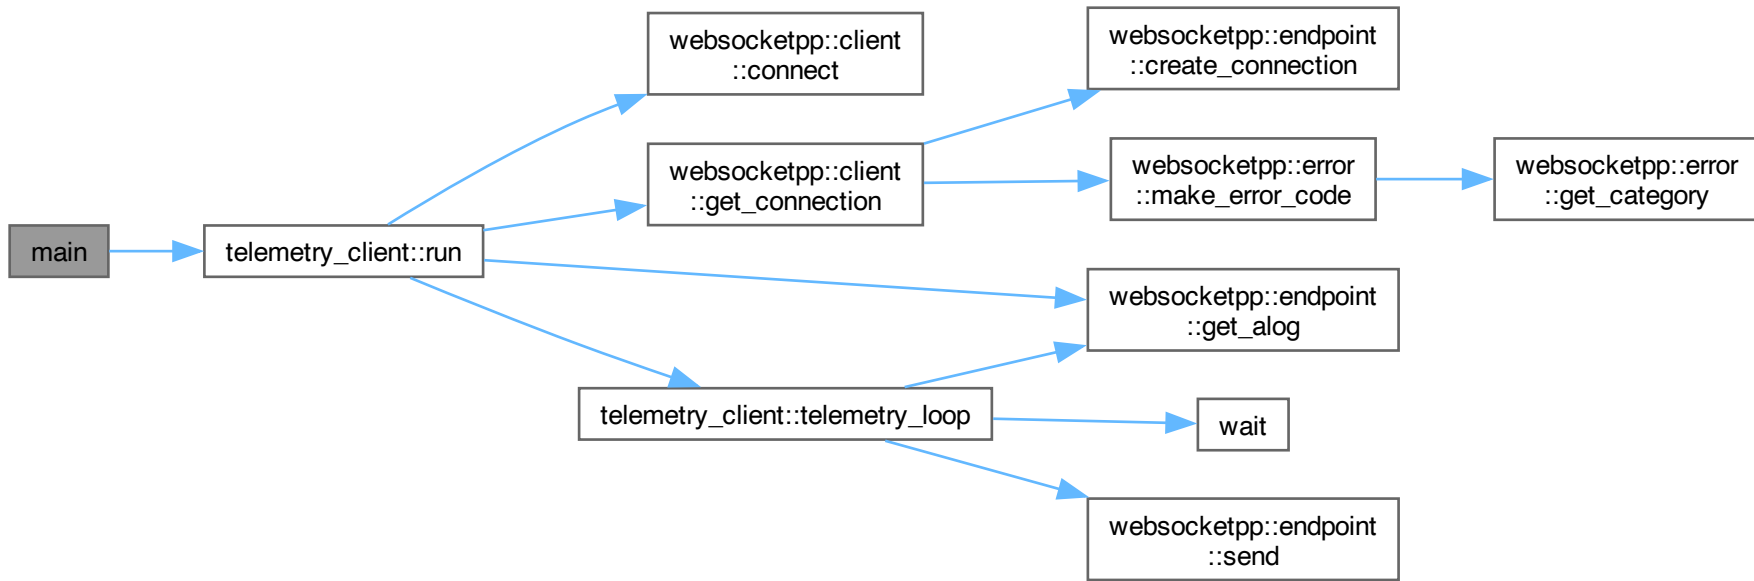 main
telemetry_client::run
websocketpp::client
::connect
websocketpp::client
::get_connection
websocketpp::endpoint
::create_connection
websocketpp::error
::make_error_code
websocketpp::error
::get_category
websocketpp::endpoint
::get_alog
telemetry_client::telemetry_loop
wait
websocketpp::endpoint
::send